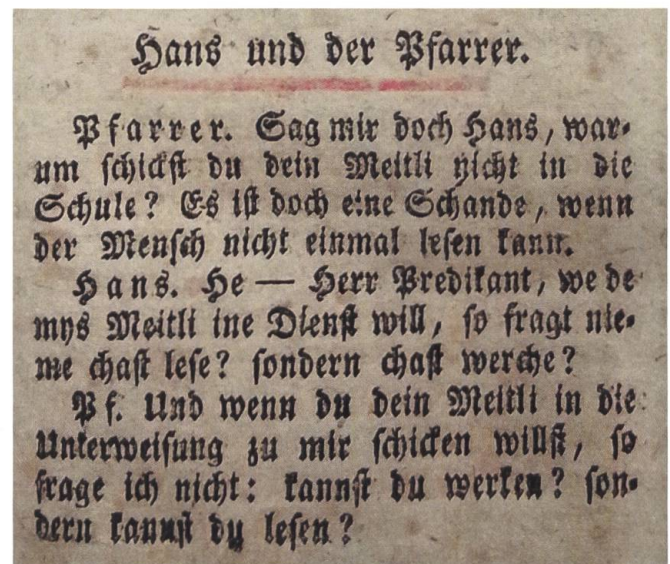 Hans und der Pfarrer.
Pfarrer. Sag mir doch Hans, war-
um schickst du dein Meitli nicht in die
Schule? Es ist doch eine Schande, wenn
der Mensch nicht einmal lesen kann.
Hans. He — Herr Predikant, we de
mys Meitli ine Dienst will, so fragt nie-
me chast lese? sondern chast werche?
Pf. Und wenn du dein Meitli in die
Unterweisung zu mir schicken willst, so
frage ich nicht: kannst du werken? son-
dern kannst du lesen?